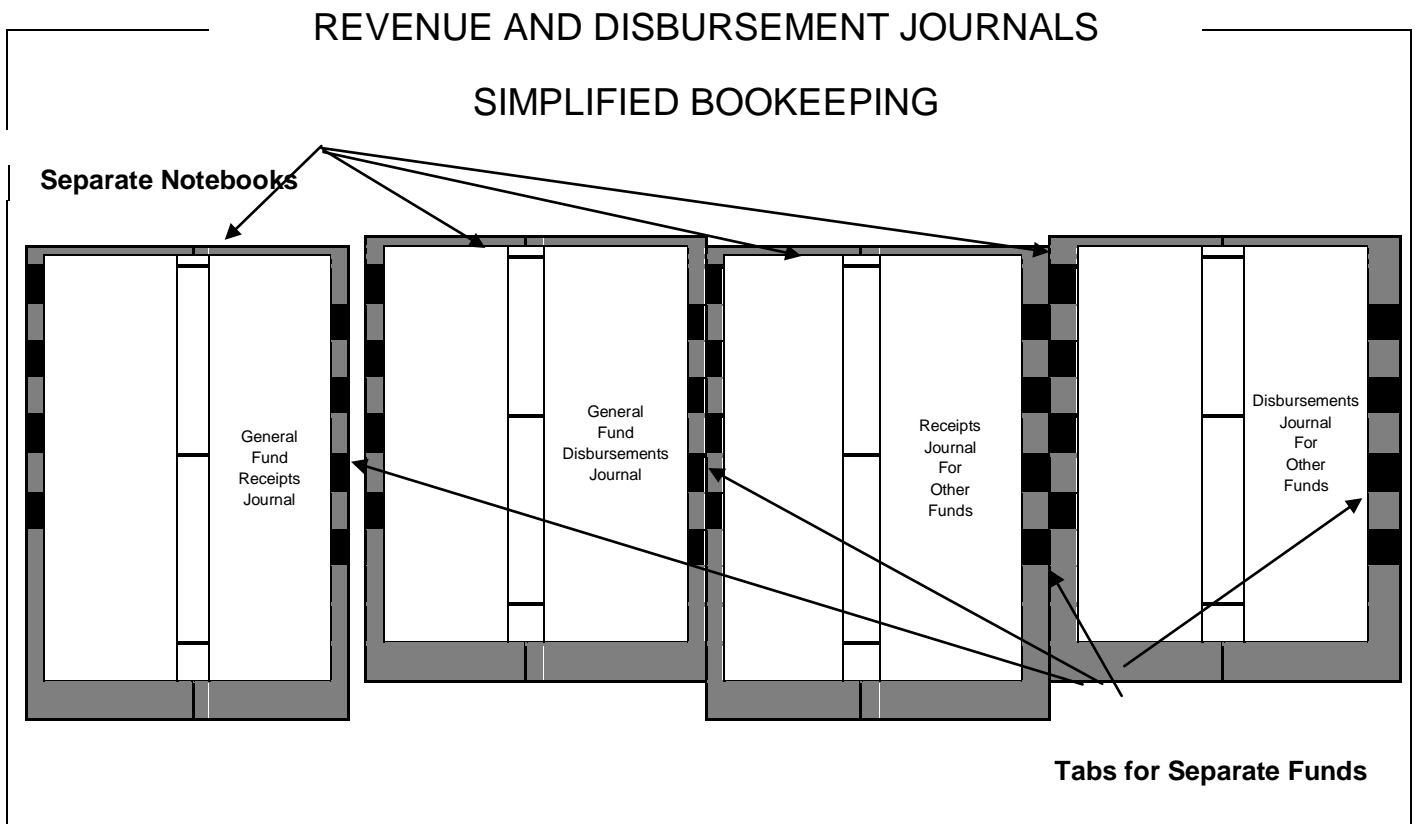 REVENUE AND DISBURSEMENT JOURNALS
SIMPLIFIED BOOKEEPING
Separate Notebooks
General
Fund
Receipts
Journal
General
Fund
Disbursements
Journal
Receipts
Journal
For
Other
Funds
Disbursements
Journal
For
Other
Funds
Tabs for Separate Funds